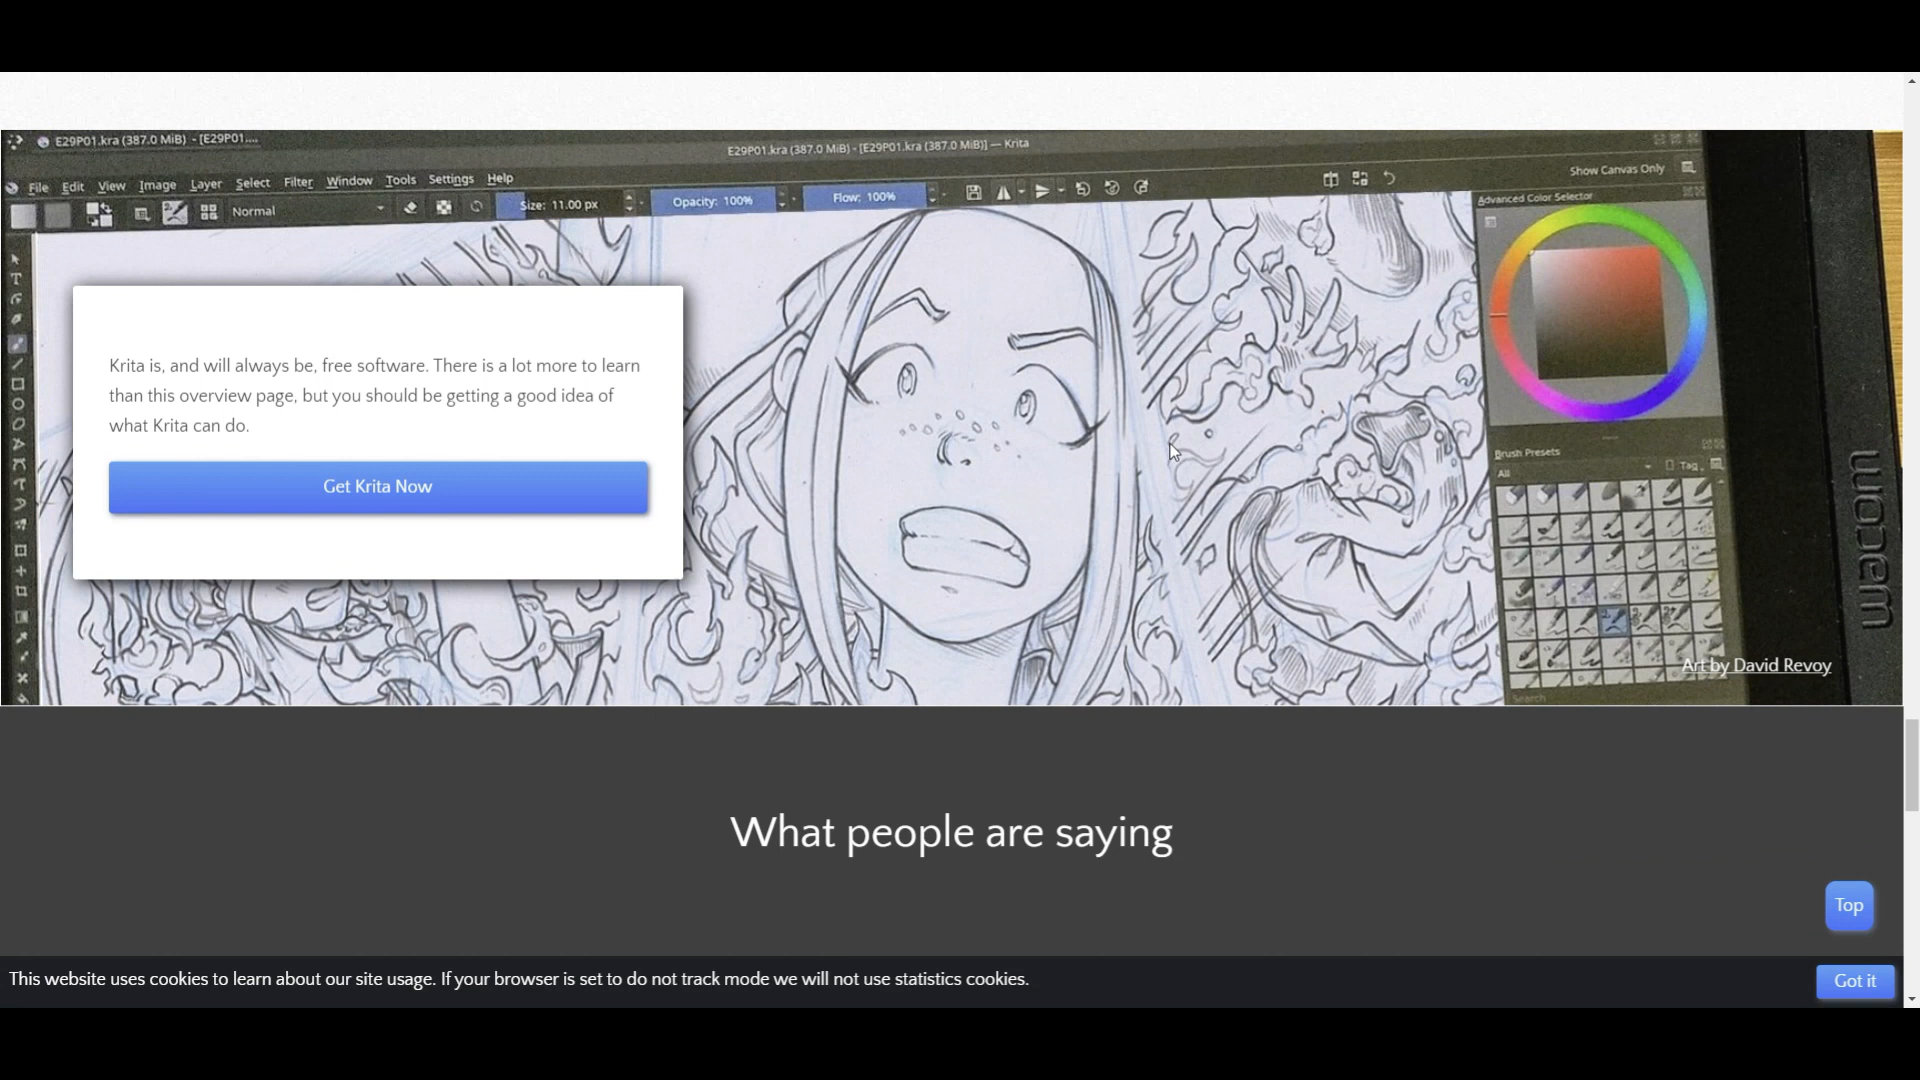 E29P01.kra (387.0 MiB) - [E29P01....
E29P01.kra (387.0 MiB) - [E29P01.kra (387.0 MiB)] — Krita
File Edit View Image Layer Select Filter Window Tools Settings Help
Show Canvas Only
Normal
Size: 11.00 px
Opacity: 100%
Flow: 100%
Advanced Color Selector
Krita is, and will always be, free software. There is a lot more to learn
than this overview page, but you should be getting a good idea of
what Krita can do.
Get Krita Now
Brush Presets
All
Tag
wacom
Art by David Revoy
Search
What people are saying
Top
This website uses cookies to learn about our site usage. If your browser is set to do not track mode we will not use statistics cookies.
Got it